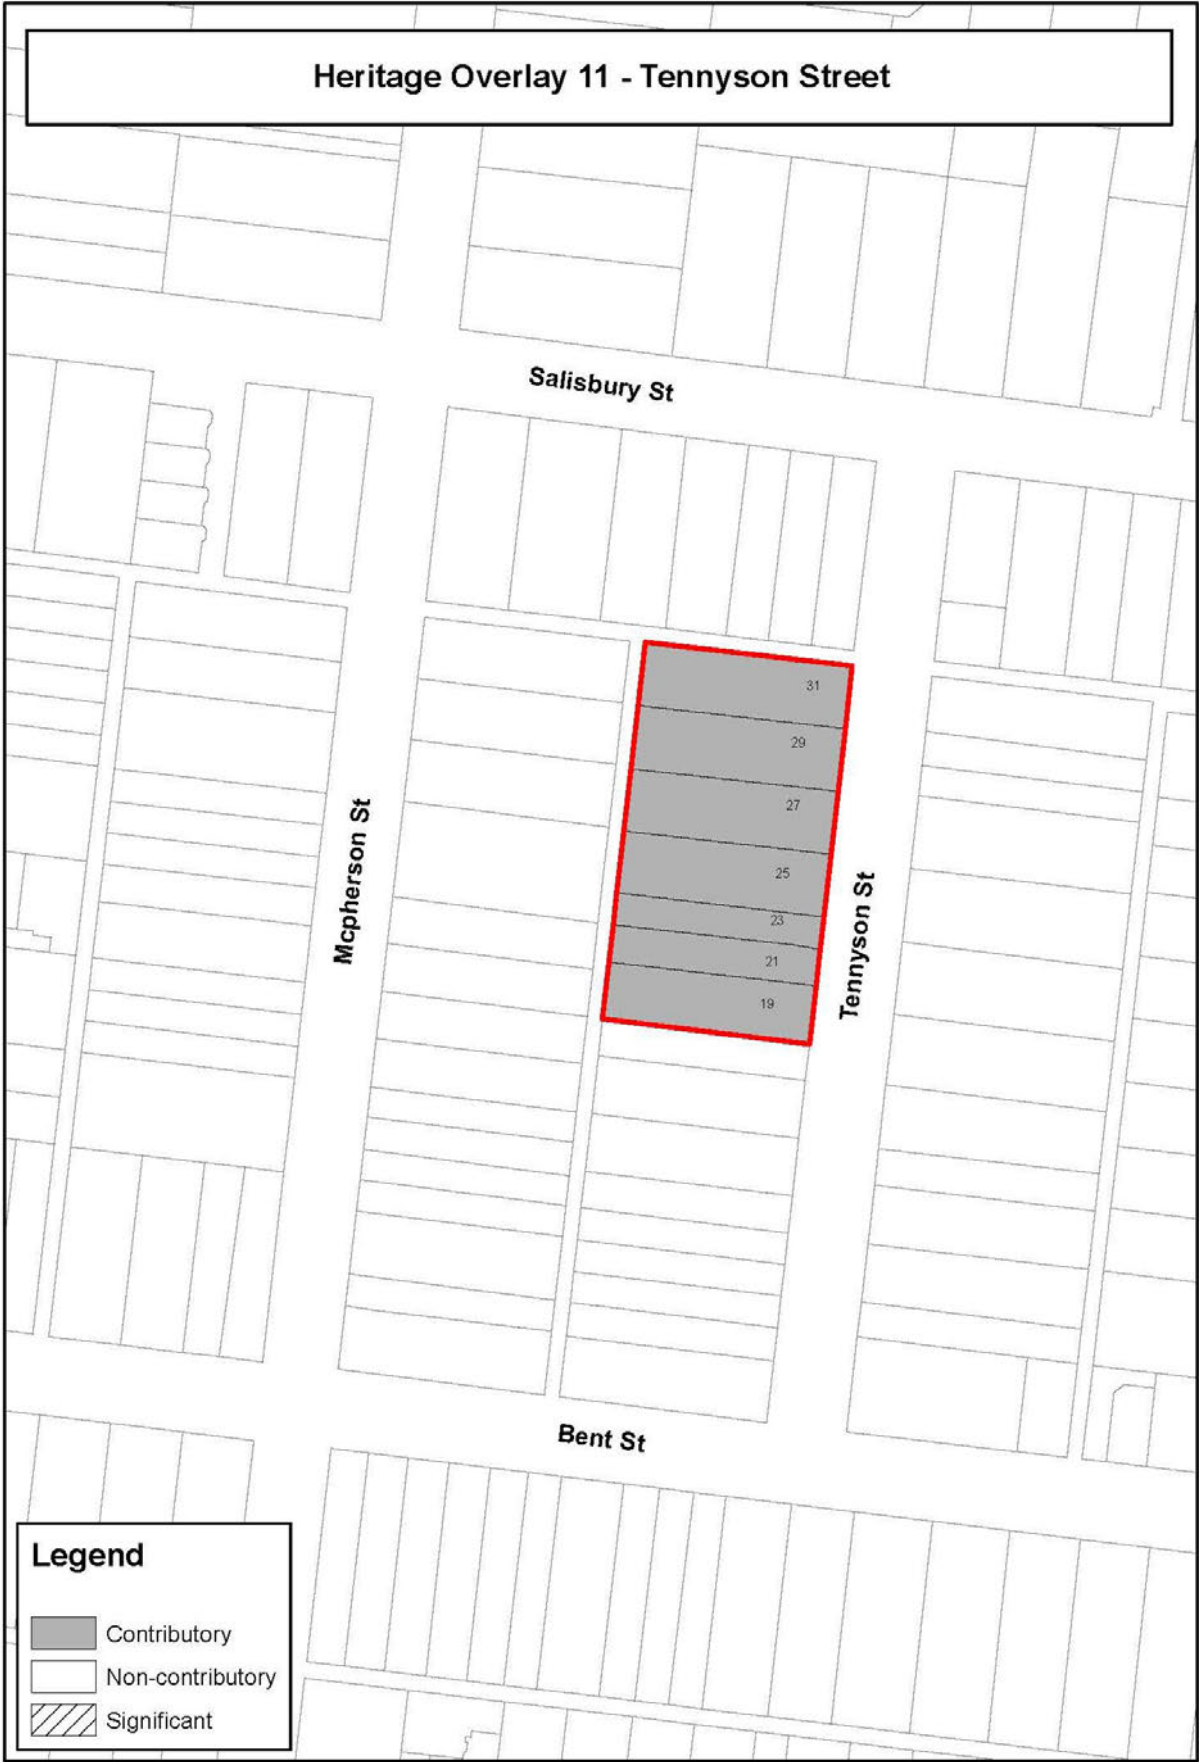 Heritage Overlay 11 - Tennyson Street
Salisbury St
31
29
27
25
23
21
19
Mcpherson St
Tennyson St
Bent St
Legend
Contributory
Non-contributory
Significant